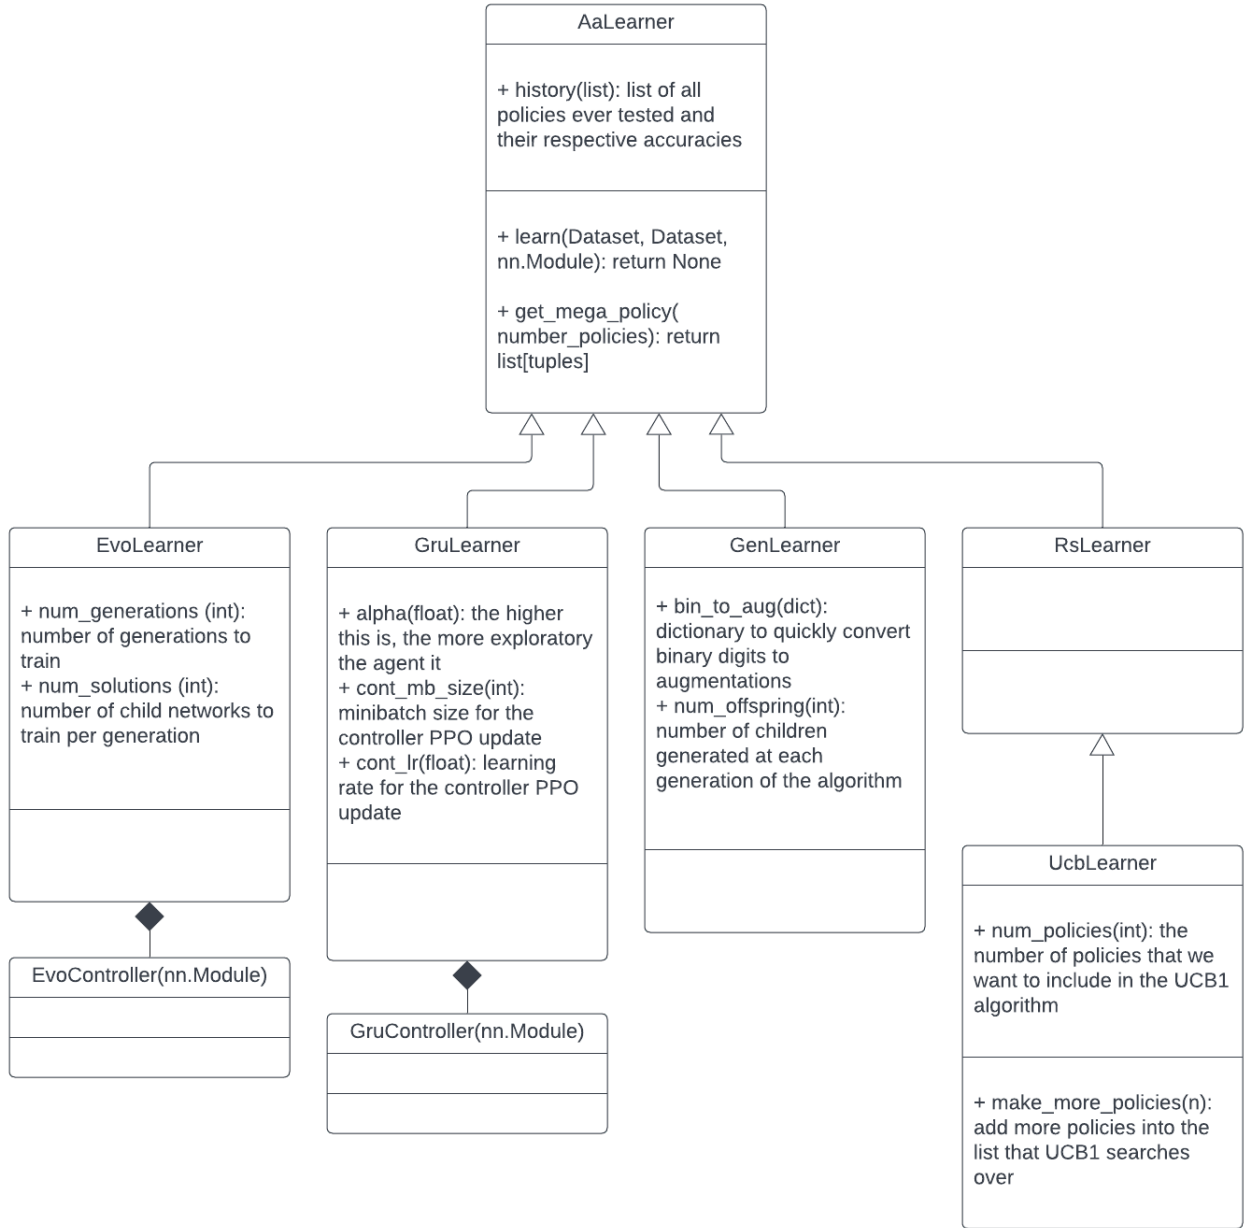 AaLearner
+ history(list): list of all
policies ever tested and
their respective accuracies
+ learn(Dataset, Dataset,
nn.Module): return None
+ get_mega_policy(
number_policies): return
list[tuples]
EvoLearner
+ num_generations (int):
number of generations to
train
+ num_solutions (int):
number of child networks to
train per generation
EvoController(nn.Module)
GruLearner
+ alpha(float): the higher
this is, the more exploratory
the agent it
+ cont_mb_size(int):
minibatch size for the
controller PPO update
+ cont_lr(float): learning
rate for the controller PPO
update
GruController(nn.Module)
GenLearner
+ bin_to_aug(dict):
dictionary to quickly convert
binary digits to
augmentations
+ num_offspring(int):
number of children
generated at each
generation of the algorithm
RsLearner
UcbLearner
+ num_policies(int): the
number of policies that we
want to include in the UCB1
algorithm
+ make_more_policies(n):
add more policies into the
list that UCB1 searches
over